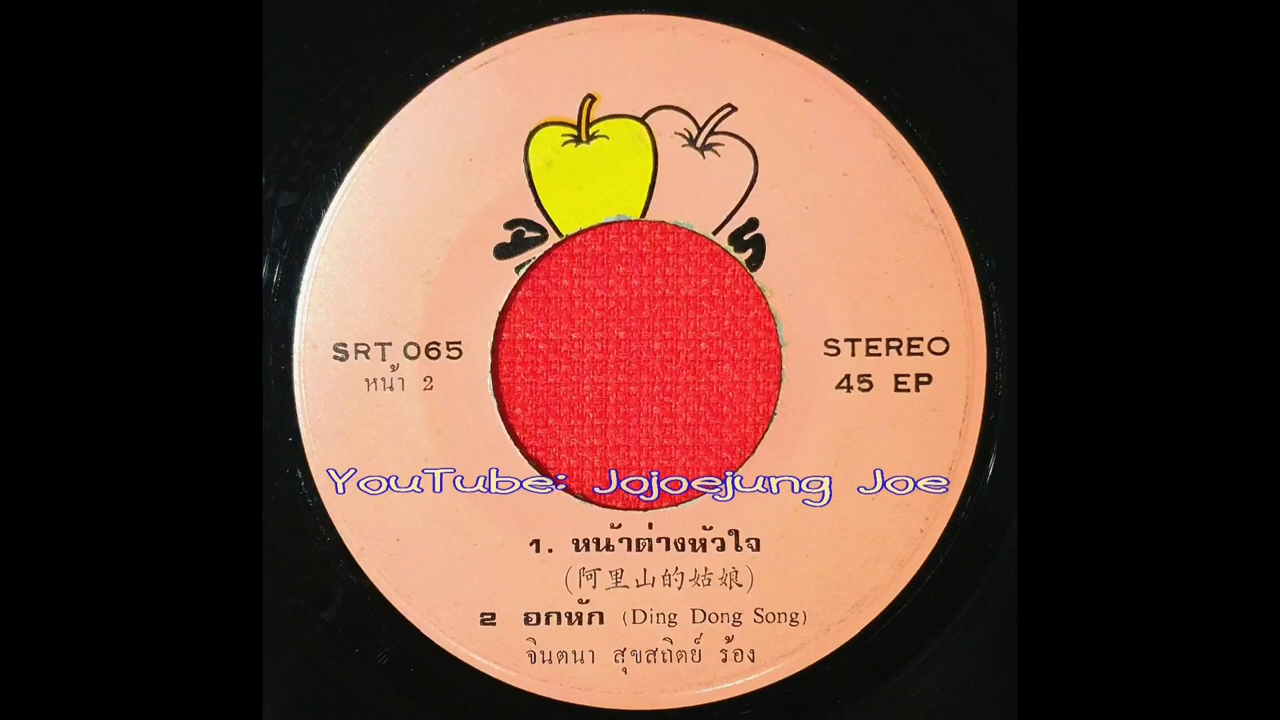 SRT 065
หน้า 2
STEREO
45 EP
YouTube: Jojoejung Joe
1. หน้าต่างหัวใจ
(阿里山的姑娘)
2 อกหัก (Ding Dong Song)
จินตนา สุขสถิตย์ ร้อง